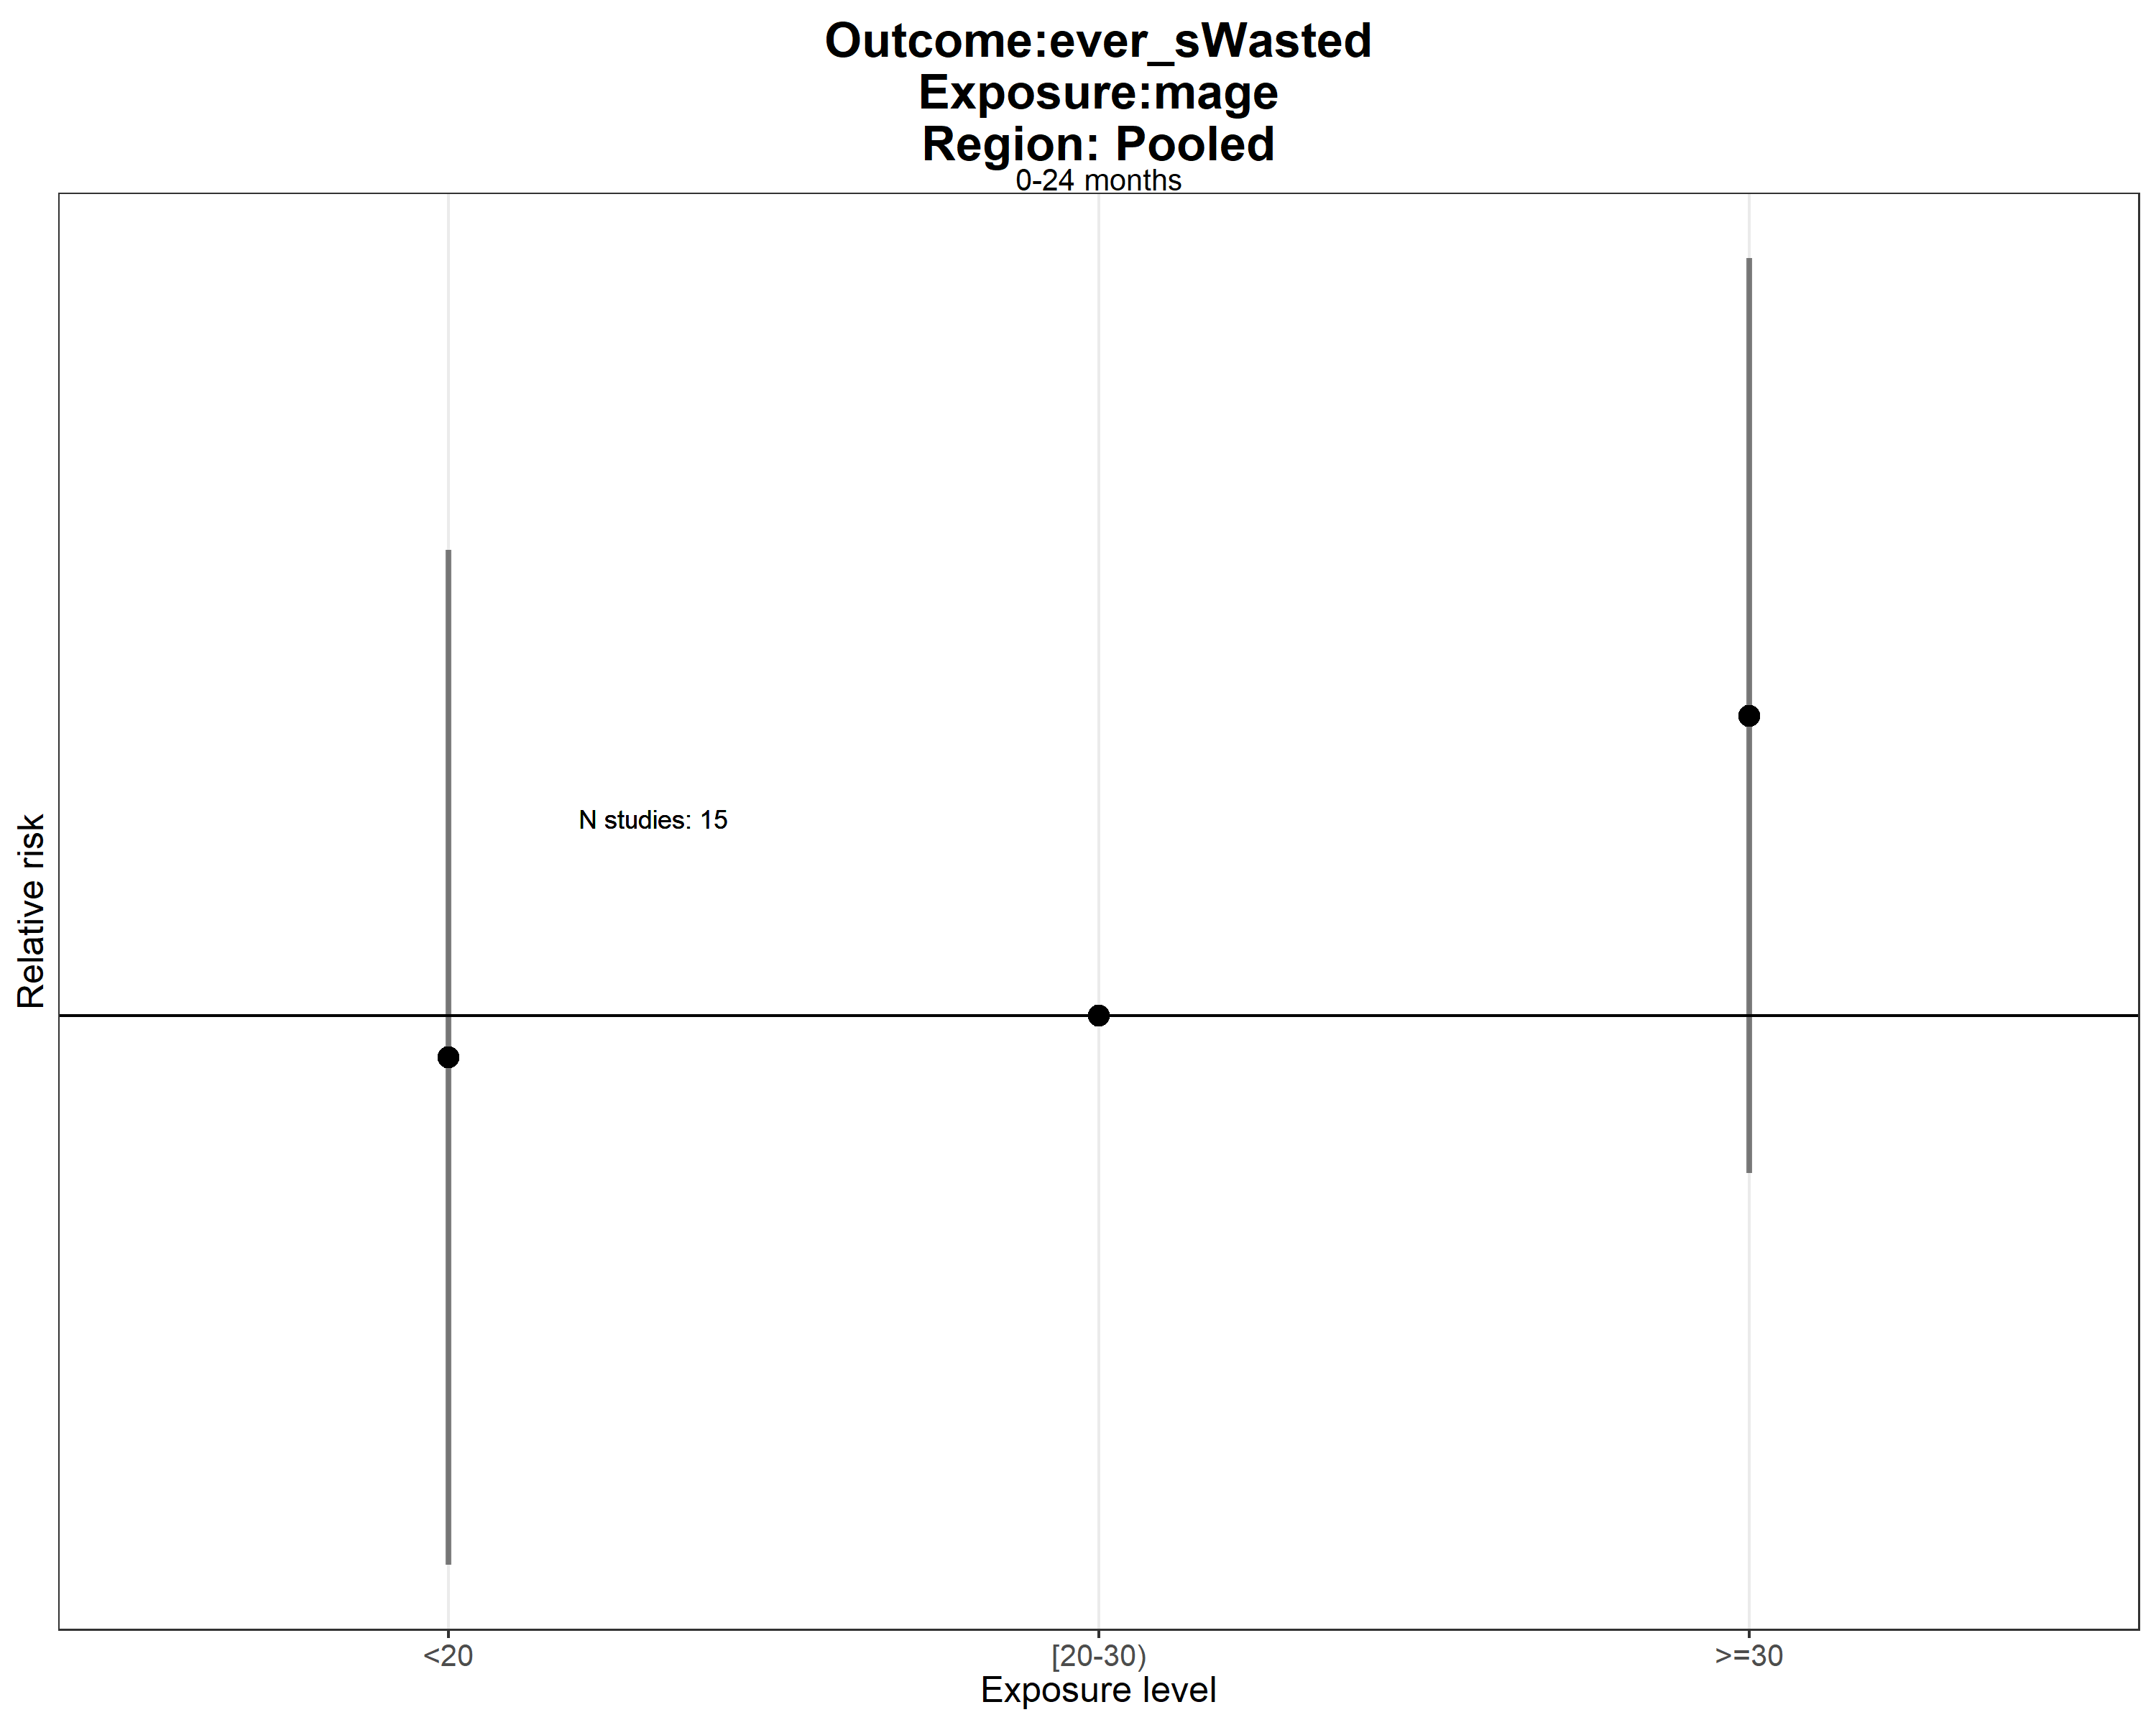 Outcome:ever_sWasted
Exposure:mage
Region: Pooled
0-24 months
N studies: 15
Relative risk
<20
[20-30)
>=30
Exposure level